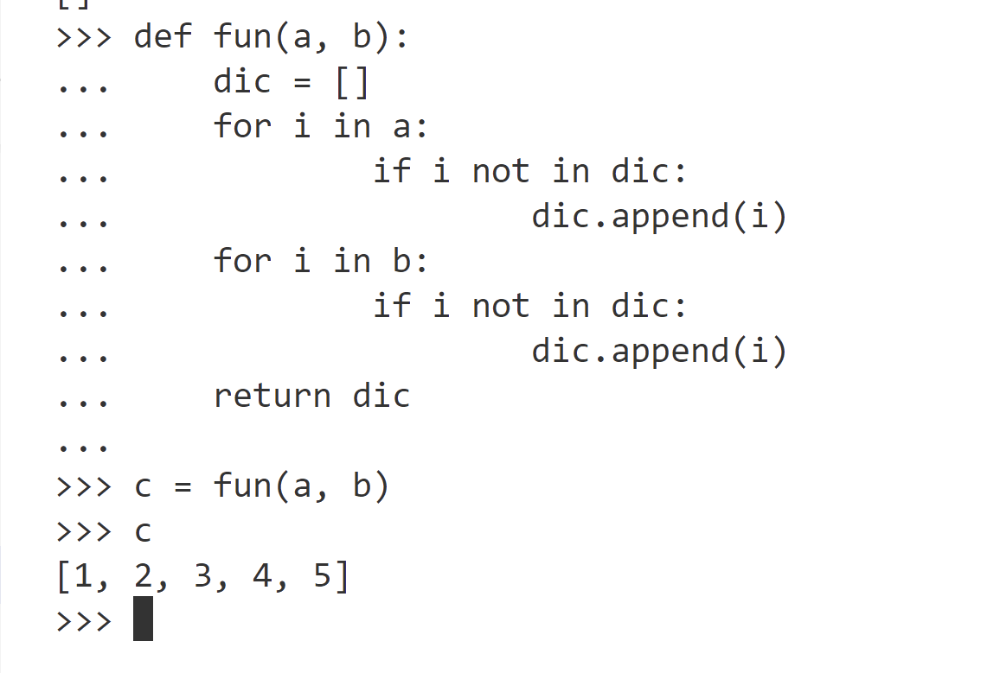 []
>>> def fun(a, b):
...     dic = []
...     for i in a:
...             if i not in dic:
...                     dic.append(i)
...     for i in b:
...             if i not in dic:
...                     dic.append(i)
...     return dic
...
>>> c = fun(a, b)
>>> c
[1, 2, 3, 4, 5]
>>>